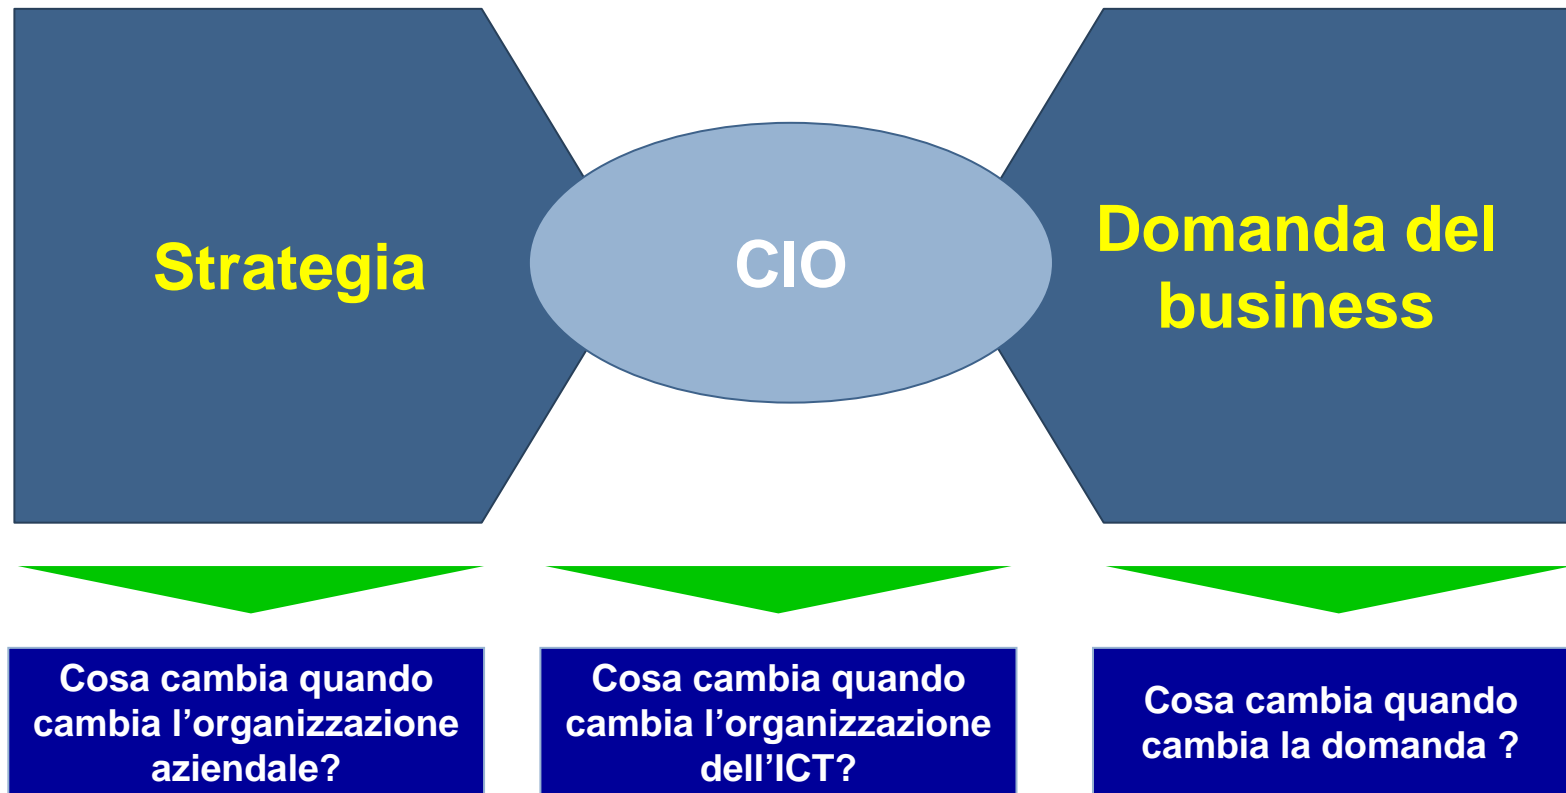 Strategia
CIO
Domanda del
business
Cosa cambia quando
cambia l’organizzazione
aziendale?
Cosa cambia quando
cambia l’organizzazione
dell’ICT?
Cosa cambia quando
cambia la domanda ?